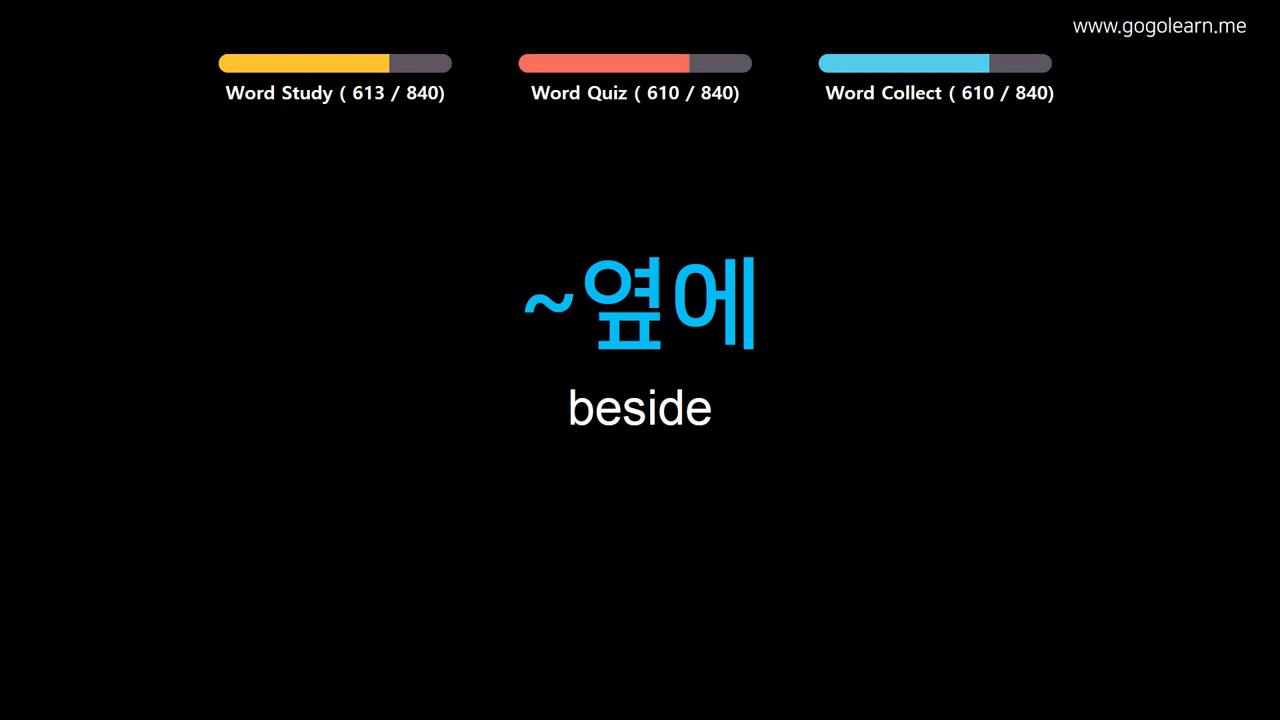 www.gogolearn.me
Word Study ( 613 / 840)
Word Quiz ( 610 / 840)
Word Collect ( 610 / 840)
~옆에
beside